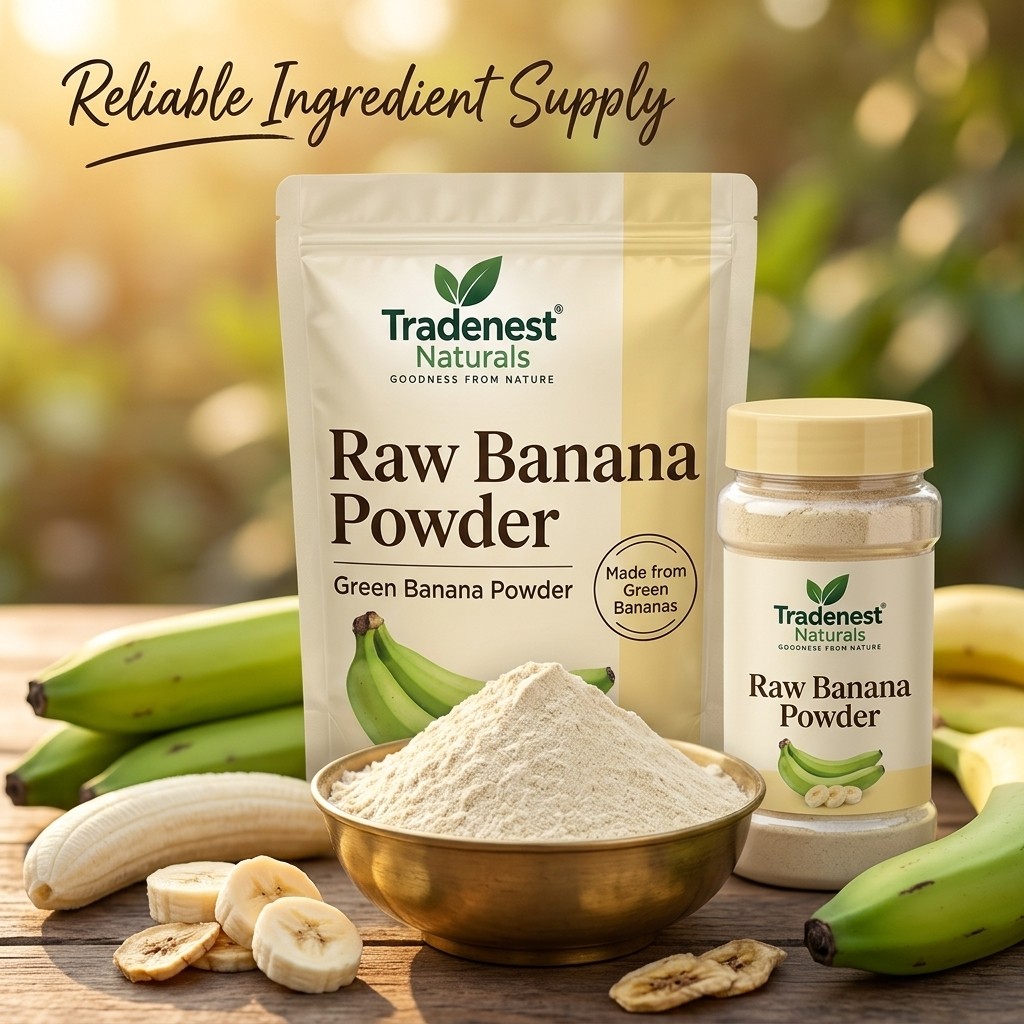 Reliable Ingredient Supply
Tradenest®
Naturals
GOODNESS FROM NATURE
Raw Banana
Powder
Green Banana Powder
Made from
Green
Bananas
Tradenest®
Naturals
GOODNESS FROM NATURE
Raw Banana
Powder